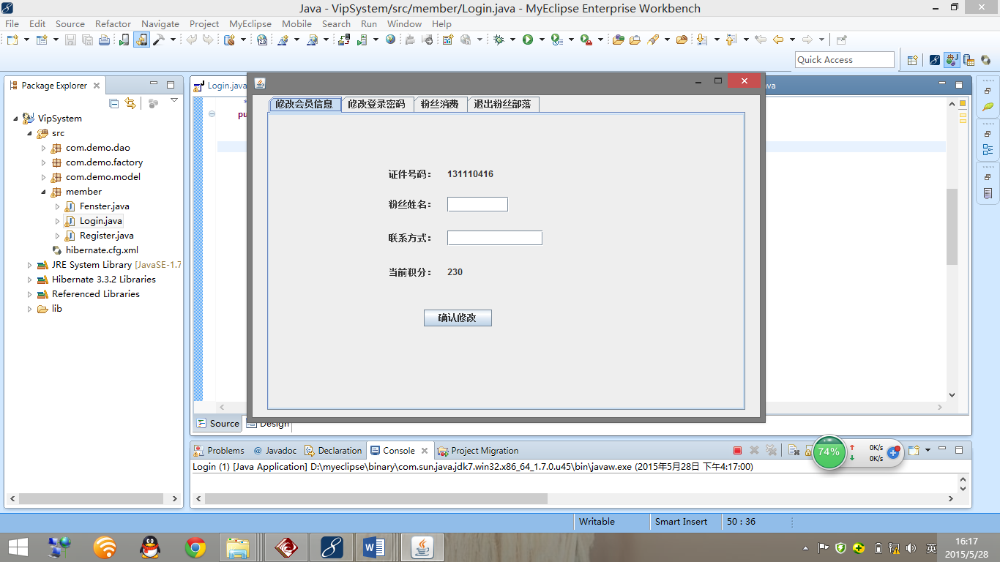 Java - VipSystem/src/member/Login.java - MyEclipse Enterprise Workbench
File Edit Source Refactor Navigate Project MyEclipse Mobile Search Run Window Help
Quick Access
Package Explorer
VipSystem
src
com.demo.dao
com.demo.factory
com.demo.model
member
Fenster.java
Login.java
Register.java
hibernate.cfg.xml
JRE System Library [JavaSE-1.7
Hibernate 3.3.2 Libraries
Referenced Libraries
lib
Login.java
ava
pu
修改会员信息 修改登录密码 粉丝消费 退出粉丝部落
证件号码： 131110416
粉丝姓名：
联系方式：
当前积分： 230
确认修改
Source Design
Problems @ Javadoc Declaration Console Project Migration
74%
0K/s
0K/s
Login (1) [Java Application] D:\myeclipse\binary\com.sun.java.jdk7.win32.x86_64_1.7.0.u45\bin\javaw.exe (2015年5月28日 下午4:17:00)
Writable Smart Insert 50 : 36
英
16:17
2015/5/28